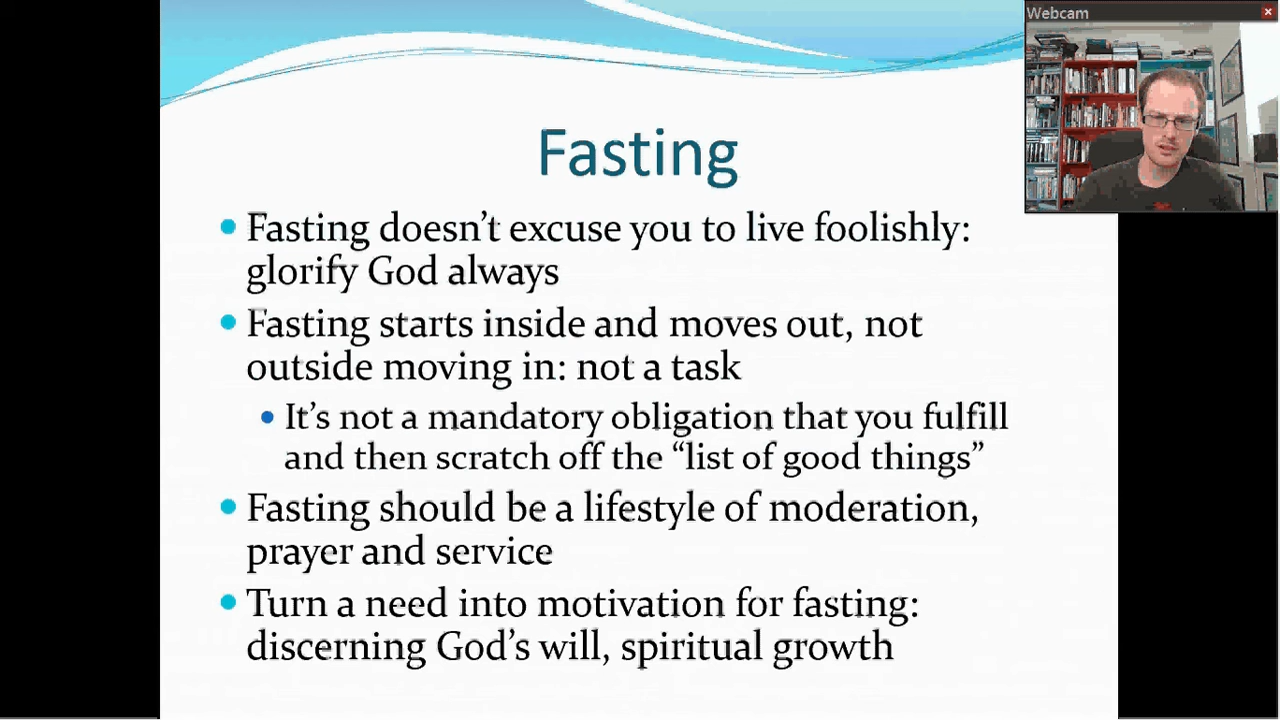 Webcam
Fasting
• Fasting doesn’t excuse you to live foolishly:
glorify God always
• Fasting starts inside and moves out, not
outside moving in: not a task
• It’s not a mandatory obligation that you fulfill
and then scratch off the “list of good things”
• Fasting should be a lifestyle of moderation,
prayer and service
• Turn a need into motivation for fasting:
discerning God’s will, spiritual growth